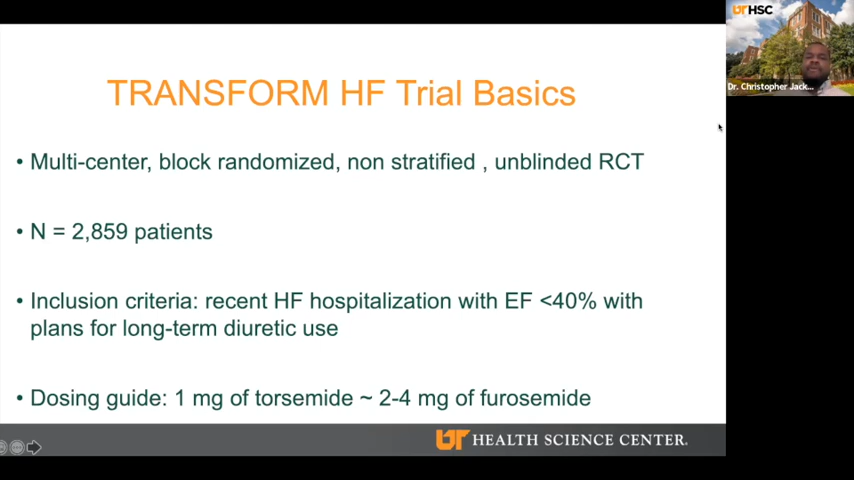 TRANSFORM HF Trial Basics
• Multi-center, block randomized, non stratified , unblinded RCT
• N = 2,859 patients
• Inclusion criteria: recent HF hospitalization with EF <40% with
plans for long-term diuretic use
• Dosing guide: 1 mg of torsemide ~ 2-4 mg of furosemide
UT HEALTH SCIENCE CENTER.
UTHSC
Dr. Christopher Jack...